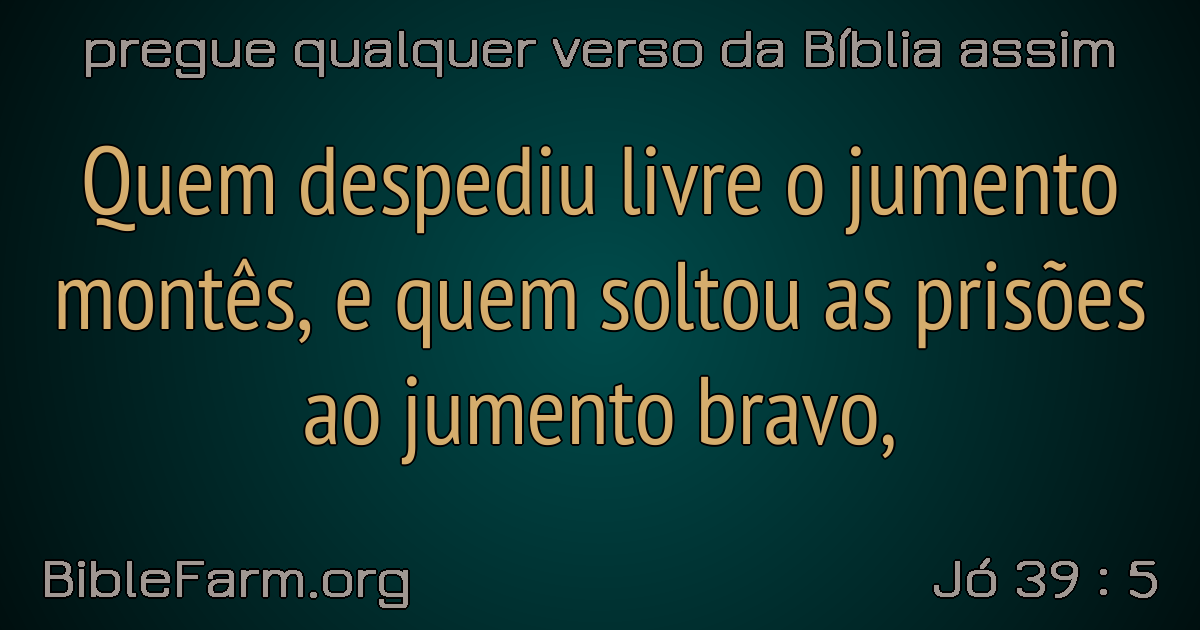 pregue qualquer verso da Bíblia assim
Quem despediu livre o jumento
montês, e quem soltou as prisões
ao jumento bravo,
BibleFarm.org
Jó 39 : 5